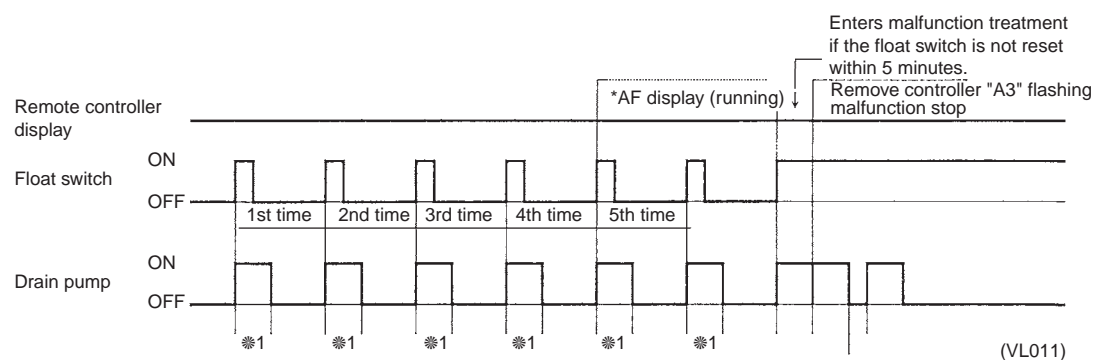 Enters malfunction treatment
if the float switch is not reset
within 5 minutes.
*AF display (running)
Remove controller "A3" flashing
malfunction stop
Remote controller
display
ON
Float switch
OFF
1st time
2nd time
3rd time
4th time
5th time
ON
Drain pump
OFF
❊1
❊1
❊1
❊1
❊1
❊1
(VL011)